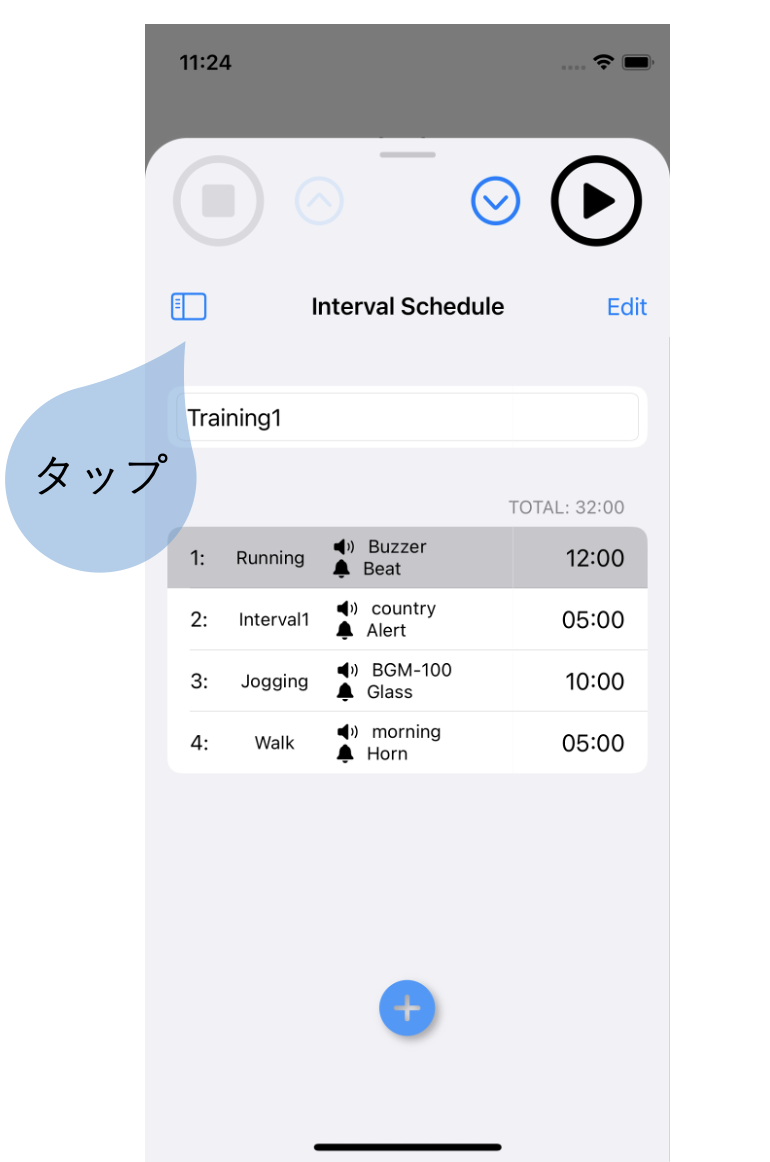 11:24
Interval Schedule
Edit
Training1
タップ
TOTAL: 32:00
1: Running Buzzer 12:00
Beat
2: Interval1 country 05:00
Alert
3: Jogging BGM-100 10:00
Glass
4: Walk morning 05:00
Horn